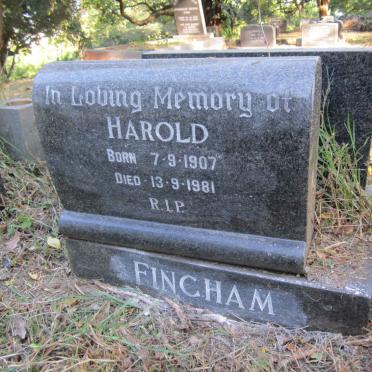 In Loving Memory of
HAROLD
BORN 7-9-1907
DIED 13-9-1981
R.I.P.
FINCHAM